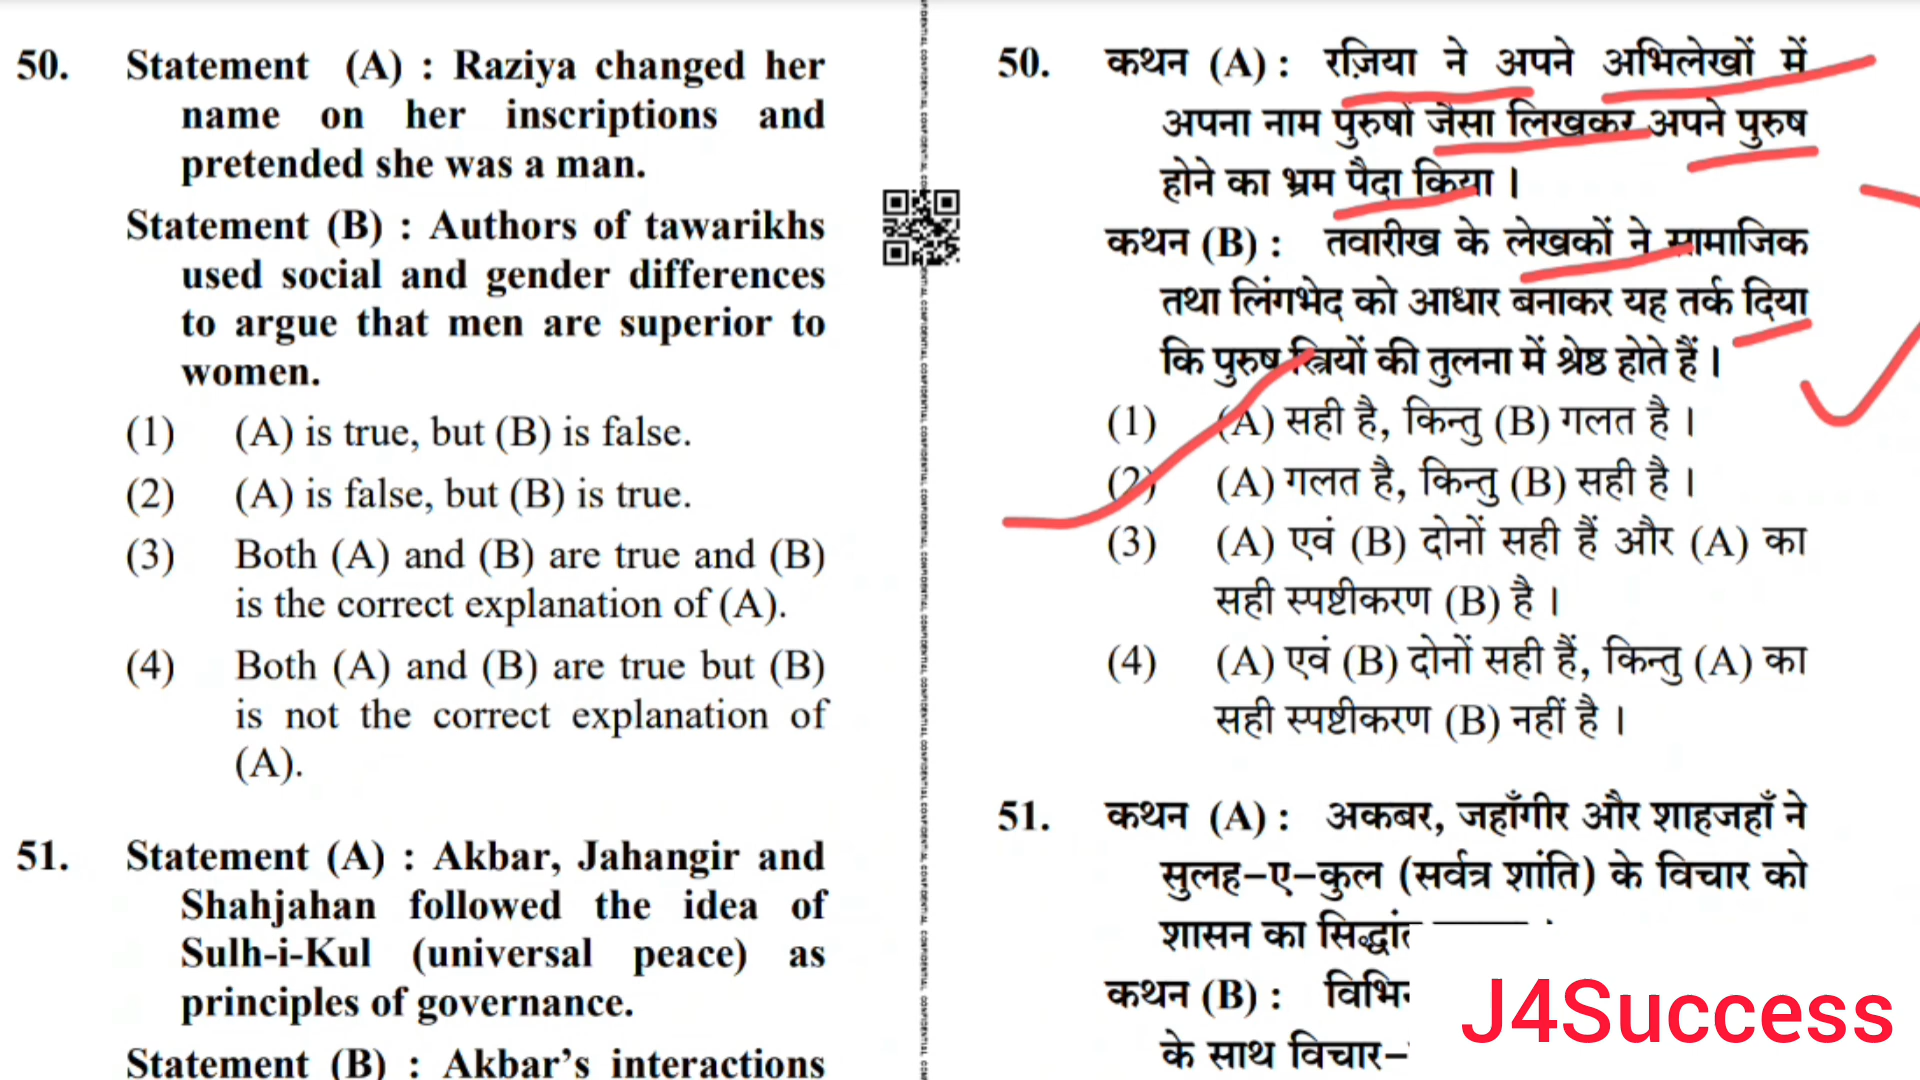 50. Statement (A) : Raziya changed her
name on her inscriptions and
pretended she was a man.
Statement (B) : Authors of tawarikhs
used social and gender differences
to argue that men are superior to
women.
(1) (A) is true, but (B) is false.
(2) (A) is false, but (B) is true.
(3) Both (A) and (B) are true and (B)
is the correct explanation of (A).
(4) Both (A) and (B) are true but (B)
is not the correct explanation of
(A).
51. Statement (A) : Akbar, Jahangir and
Shahjahan followed the idea of
Sulh-i-Kul (universal peace) as
principles of governance.
Statement (B) : Akbar's interactions
50. कथन (A) : रज़िया ने अपने अभिलेखों में
अपना नाम पुरुषों जैसा लिखकर अपने पुरुष
होने का भ्रम पैदा किया ।
कथन (B) : तवारीख के लेखकों ने सामाजिक
तथा लिंगभेद को आधार बनाकर यह तर्क दिया
कि पुरुष स्त्रियों की तुलना में श्रेष्ठ होते हैं ।
(1) (A) सही है, किन्तु (B) गलत है ।
(2) (A) गलत है, किन्तु (B) सही है ।
(3) (A) एवं (B) दोनों सही हैं और (A) का
सही स्पष्टीकरण (B) है ।
(4) (A) एवं (B) दोनों सही हैं, किन्तु (A) का
सही स्पष्टीकरण (B) नहीं है ।
51. कथन (A) : अकबर, जहाँगीर और शाहजहाँ ने
सुलह-ए-कुल (सर्वत्र शांति) के विचार को
शासन का
कथन (B) :
के साथ विचार-
J4Success